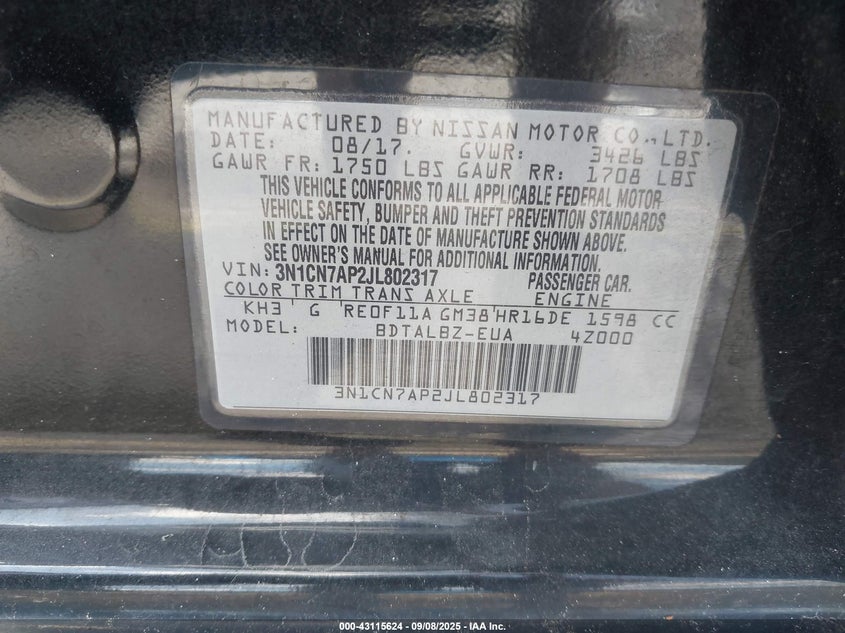 MANUFACTURED BY NISSAN MOTOR CO., LTD.
DATE: 08/17. GVWR: 3426 LBS
GAWR FR: 1750 LBS GAWR RR: 1708 LBS
THIS VEHICLE CONFORMS TO ALL APPLICABLE FEDERAL MOTOR
VEHICLE SAFETY, BUMPER AND THEFT PREVENTION STANDARDS
IN EFFECT ON THE DATE OF MANUFACTURE SHOWN ABOVE.
SEE OWNER'S MANUAL FOR ADDITIONAL INFORMATION.
VIN: 3N1CN7AP2JL802317 PASSENGER CAR.
COLOR TRIM TRANS AXLE ENGINE
KH3 ' G ' RE0F11A GM38 ' HR16DE 1598 CC
MODEL: BDTALBZ-EUA 4Z000
3N1CN7AP2JL802317
000-43115624 - 09/08/2025 - IAA Inc.